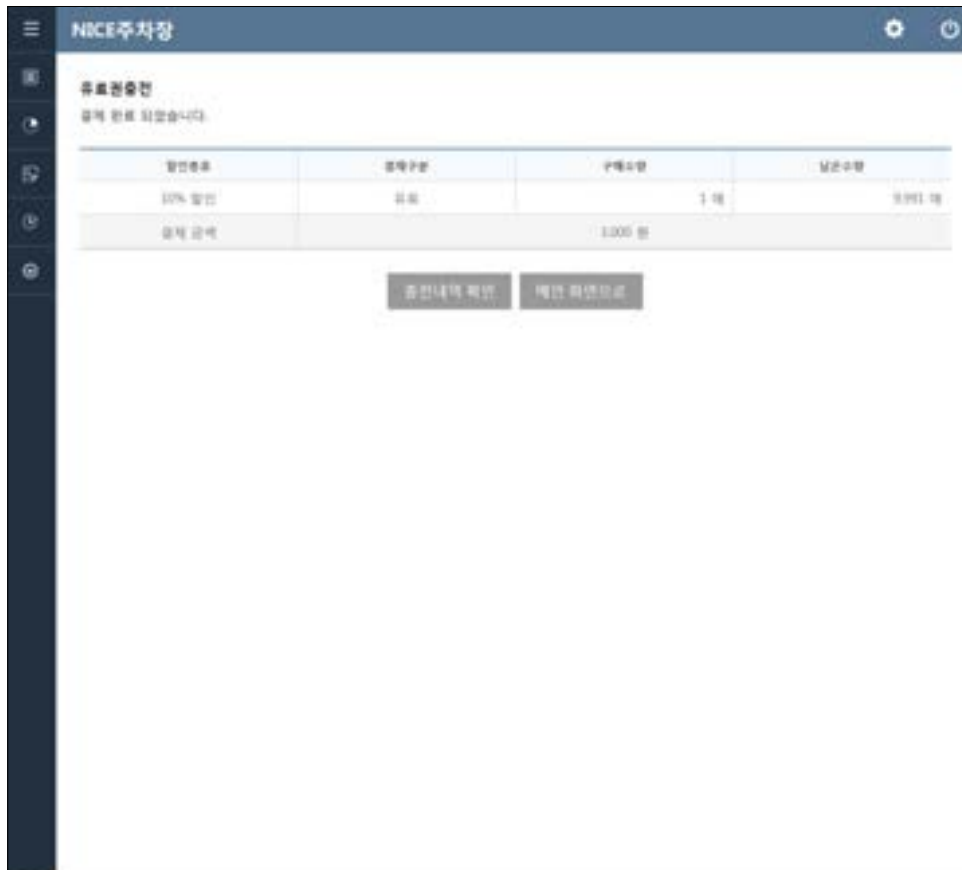 NICE주차장
유료권충전
결제 완료 되었습니다.
할인종류 결제구분 구매수량 남은수량
10% 할인 유료 1 매 9,991 매
결제 금액 원
충전내역 확인 메인 화면으로